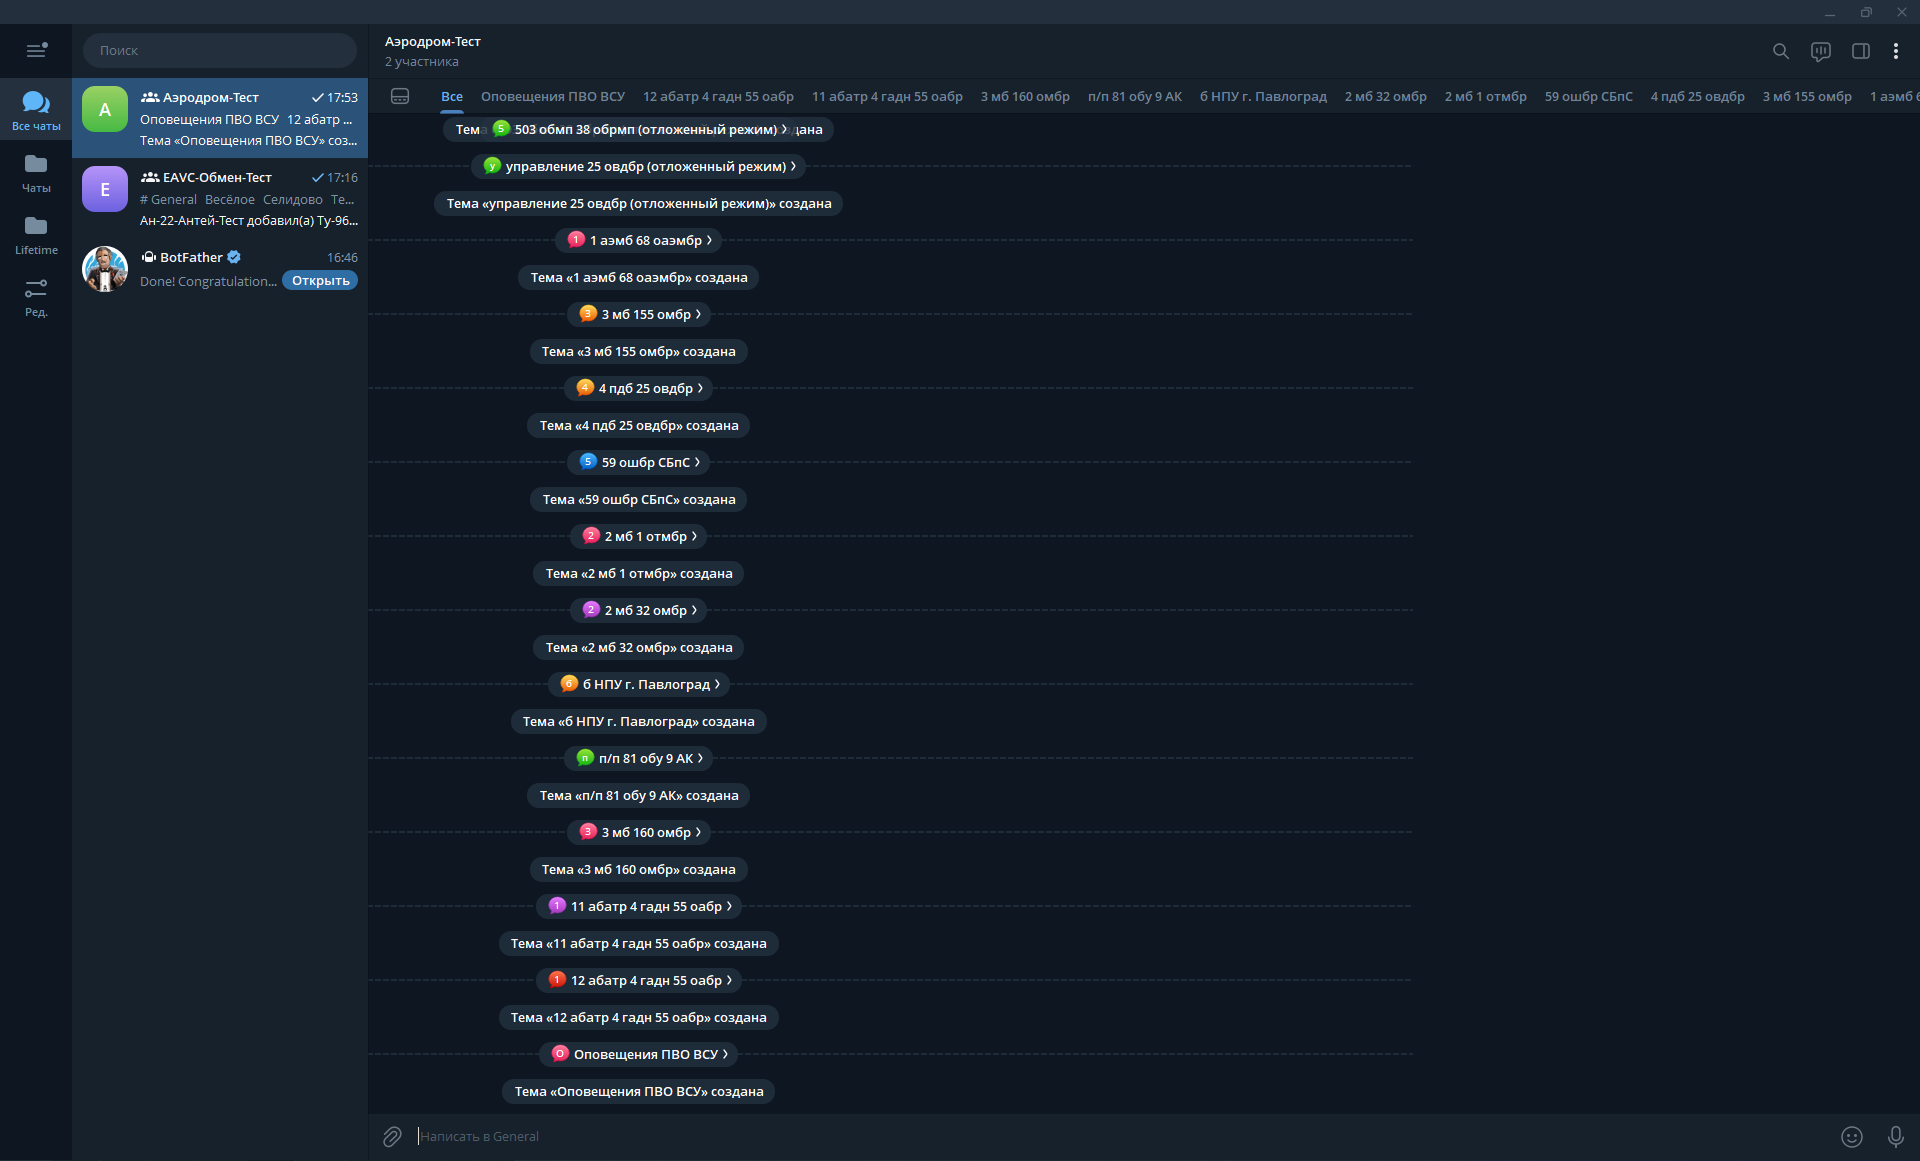 Поиск
Аэродром-Тест
2 участника
Все чаты
Чаты
Lifetime
Ред.
А
Аэродром-Тест 17:53
Оповещения ПВО ВСУ 12 абатр ...
Тема «Оповещения ПВО ВСУ» соз...
E
EAVC-Обмен-Тест 17:16
# General Весёлое Селидово Те...
Ан-22-Антей-Тест добавил(а) Ту-96...
BotFather 16:46
Done! Congratulation... Открыть
Все Оповещения ПВО ВСУ 12 абатр 4 гадн 55 оабр 11 абатр 4 гадн 55 оабр 3 мб 160 омбр п/п 81 обу 9 АК б НПУ г. Павлоград 2 мб 32 омбр 2 мб 1 отмбр 59 ошбр СБпС 4 пдб 25 овдбр 3 мб 155 омбр 1 аэмб
5 503 обмп 38 обрмп (отложенный режим)
у управление 25 овдбр (отложенный режим)
Тема «управление 25 овдбр (отложенный режим)» создана
1 1 аэмб 68 оаэмбр
Тема «1 аэмб 68 оаэмбр» создана
3 3 мб 155 омбр
Тема «3 мб 155 омбр» создана
4 4 пдб 25 овдбр
Тема «4 пдб 25 овдбр» создана
5 59 ошбр СБпС
Тема «59 ошбр СБпС» создана
2 2 мб 1 отмбр
Тема «2 мб 1 отмбр» создана
2 2 мб 32 омбр
Тема «2 мб 32 омбр» создана
б б НПУ г. Павлоград
Тема «б НПУ г. Павлоград» создана
п п/п 81 обу 9 АК
Тема «п/п 81 обу 9 АК» создана
3 3 мб 160 омбр
Тема «3 мб 160 омбр» создана
1 11 абатр 4 гадн 55 оабр
Тема «11 абатр 4 гадн 55 оабр» создана
1 12 абатр 4 гадн 55 оабр
Тема «12 абатр 4 гадн 55 оабр» создана
О Оповещения ПВО ВСУ
Тема «Оповещения ПВО ВСУ» создана
Написать в General